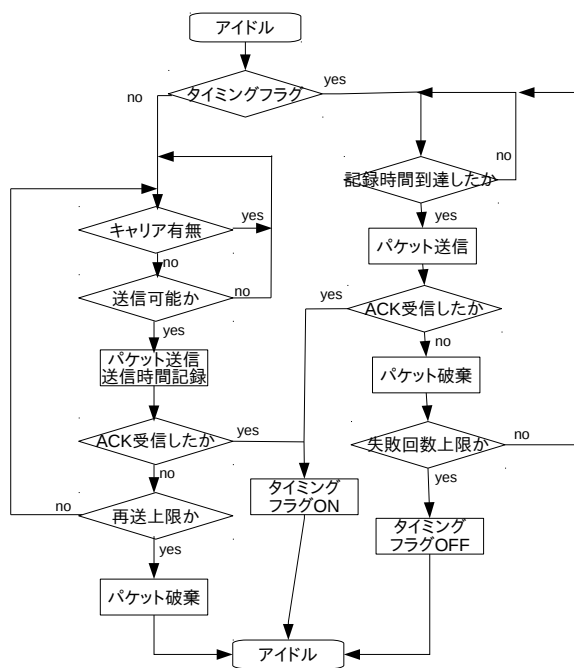 アイドル
タイミングフラグ
yes
no
記録時間到達したか
no
yes
キャリア有無
yes
no
パケット送信
送信可能か
no
yes
ACK受信したか
yes
no
パケット送信
送信時間記録
パケット破棄
ACK受信したか
yes
no
失敗回数上限か
no
yes
タイミング
フラグON
再送上限か
no
yes
タイミング
フラグOFF
パケット破棄
アイドル